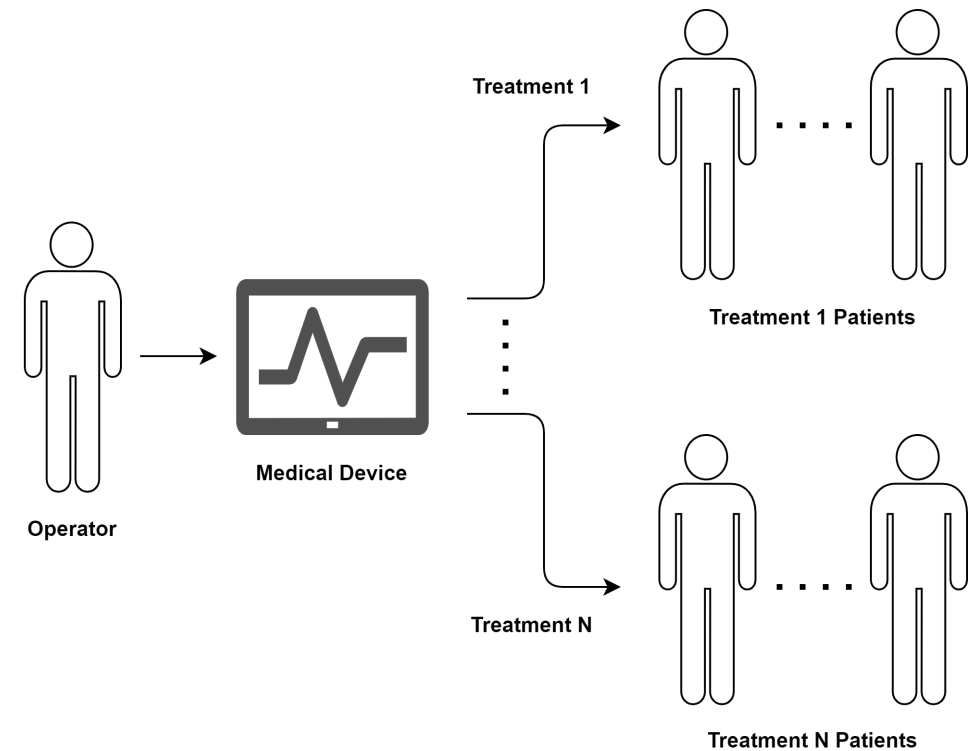 Treatment 1
Treatment 1 Patients
Medical Device
Operator
Treatment N
Treatment N Patients